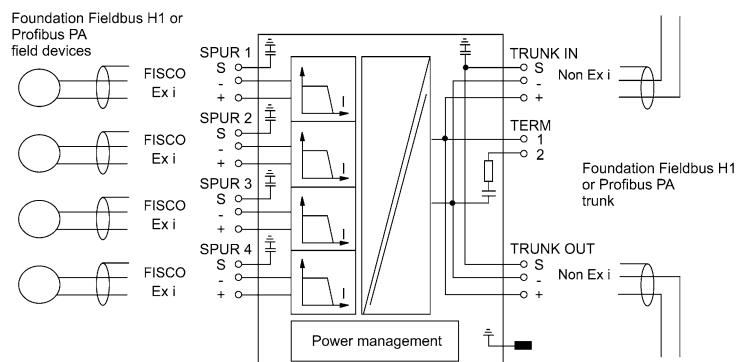 Foundation Fieldbus H1 or
Profibus PA
field devices
SPUR 1
S
-
+
FISCO
Ex i
SPUR 2
S
-
+
FISCO
Ex i
SPUR 3
S
-
+
FISCO
Ex i
SPUR 4
S
-
+
FISCO
Ex i
I
I
I
I
Power management
TRUNK IN
S
-
+
Non Ex i
TERM
1
2
Foundation Fieldbus H1
or Profibus PA
trunk
TRUNK OUT
S
-
+
Non Ex i